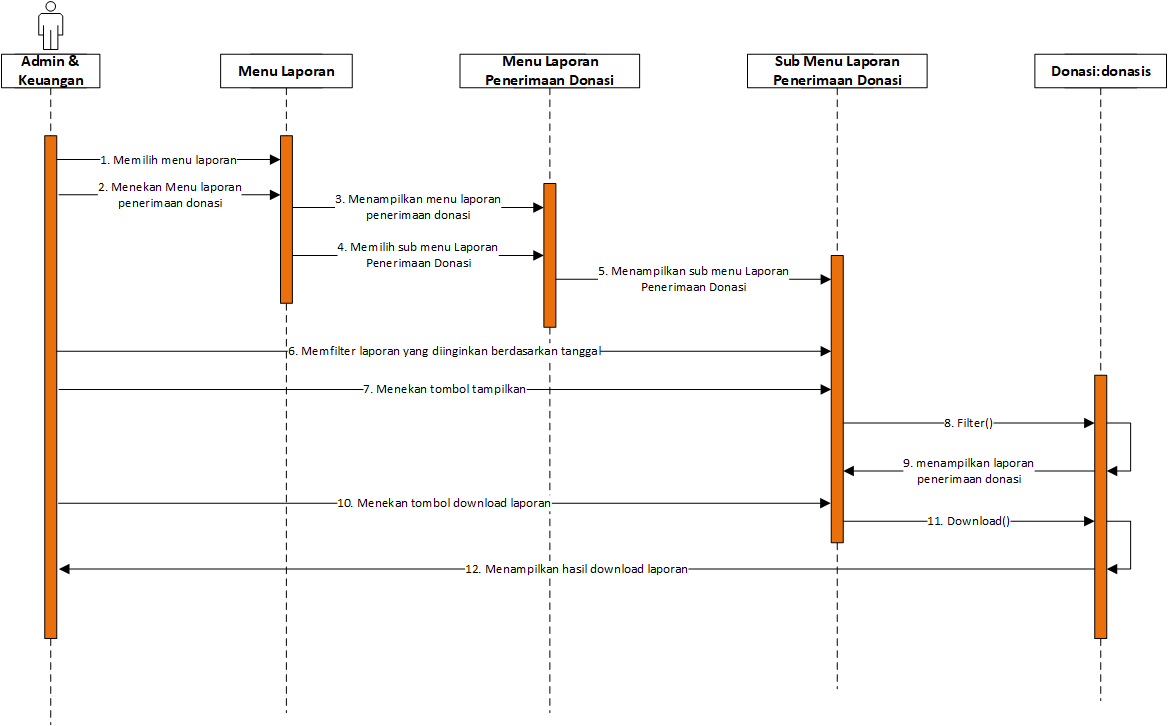 Admin &
Keuangan
Menu Laporan
Menu Laporan
Penerimaan Donasi
Sub Menu Laporan
Penerimaan Donasi
Donasi:donasis
1. Memilih menu laporan
2. Menekan Menu laporan
penerimaan donasi
3. Menampilkan menu laporan
penerimaan donasi
4. Memilih sub menu Laporan
Penerimaan Donasi
5. Menampilkan sub menu Laporan
Penerimaan Donasi
6. Memfilter laporan yang diinginkan berdasarkan tanggal
7. Menekan tombol tampilkan
8. Filter()
9. menampilkan laporan
penerimaan donasi
10. Menekan tombol download laporan
11. Download()
12. Menampilkan hasil download laporan